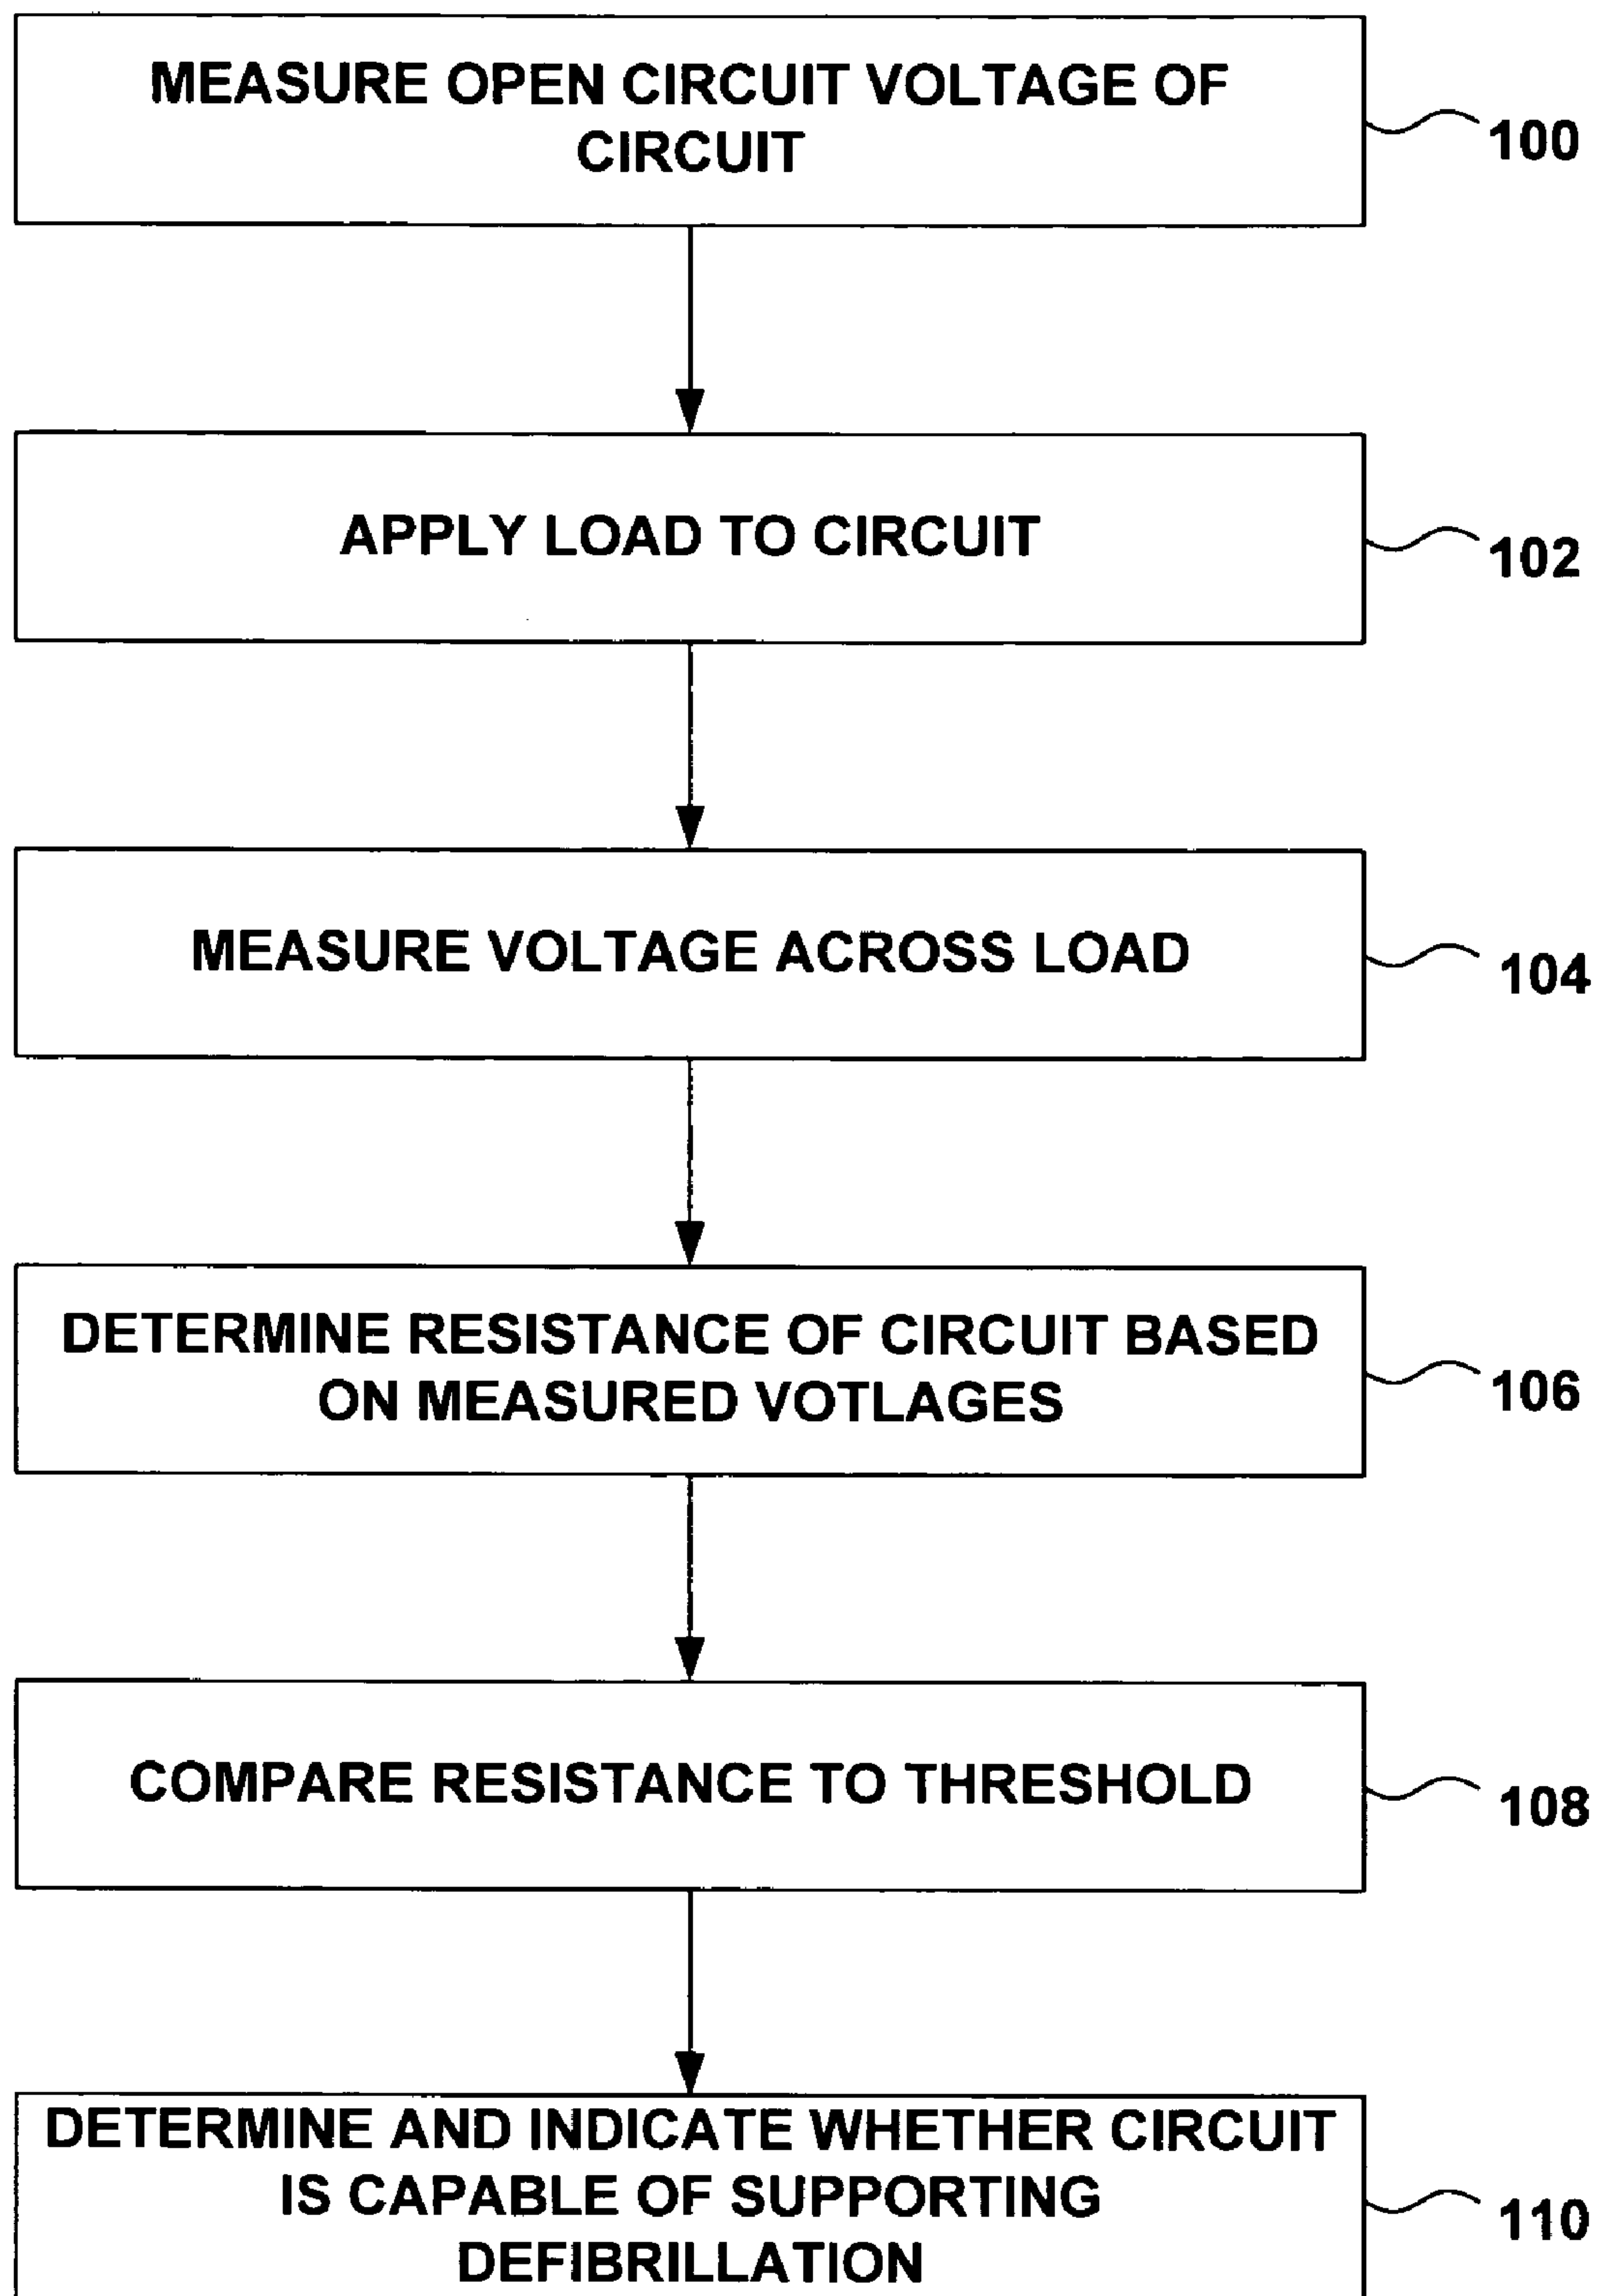 MEASURE OPEN CIRCUIT VOLTAGE OF
CIRCUIT
100
APPLY LOAD TO CIRCUIT
102
MEASURE VOLTAGE ACROSS LOAD
104
DETERMINE RESISTANCE OF CIRCUIT BASED
ON MEASURED VOTLAGES
106
COMPARE RESISTANCE TO THRESHOLD
108
DETERMINE AND INDICATE WHETHER CIRCUIT
IS CAPABLE OF SUPPORTING
DEFIBRILLATION
110